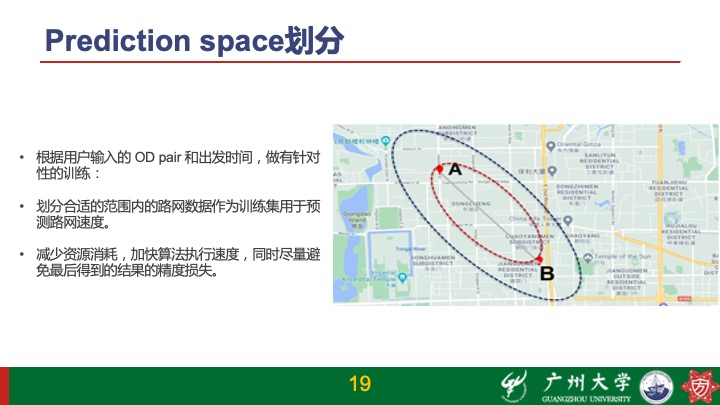 Prediction space划分
• 根据用户输入的 OD pair 和出发时间，做有针对
性的训练：
• 划分合适的范围内的路网数据作为训练集用于预
测路网速度。
• 减少资源消耗，加快算法执行速度，同时尽量避
免最后得到的结果的精度损失。
ANDINGMEN
SUBDISTRICT
Oriental Ginza
SANLITUN
RESIDENTIAL
DISTRICT
A
保利大厦
TUANJIEHU
RESIDENTIAL
DISTRICT
DONGZHIMEN
RESIDENTIAL
DISTRICT
Island
MUJIALOU
RESIDENTIAL
DISTRICT
CHAOYANGMEN
SUBDISTRICT
CHAOYANG
DONGHUAMEN
SUBDISTRICT
Temple of the Sun
B
JIANGUOMEN
RESIDENTIAL
DISTRICT
JIANGUOMEN
OUTSIDE
RESIDENTIAL
DISTRICT
Ancestral Temple
19
广州大学
GUANGZHOU UNIVERSITY